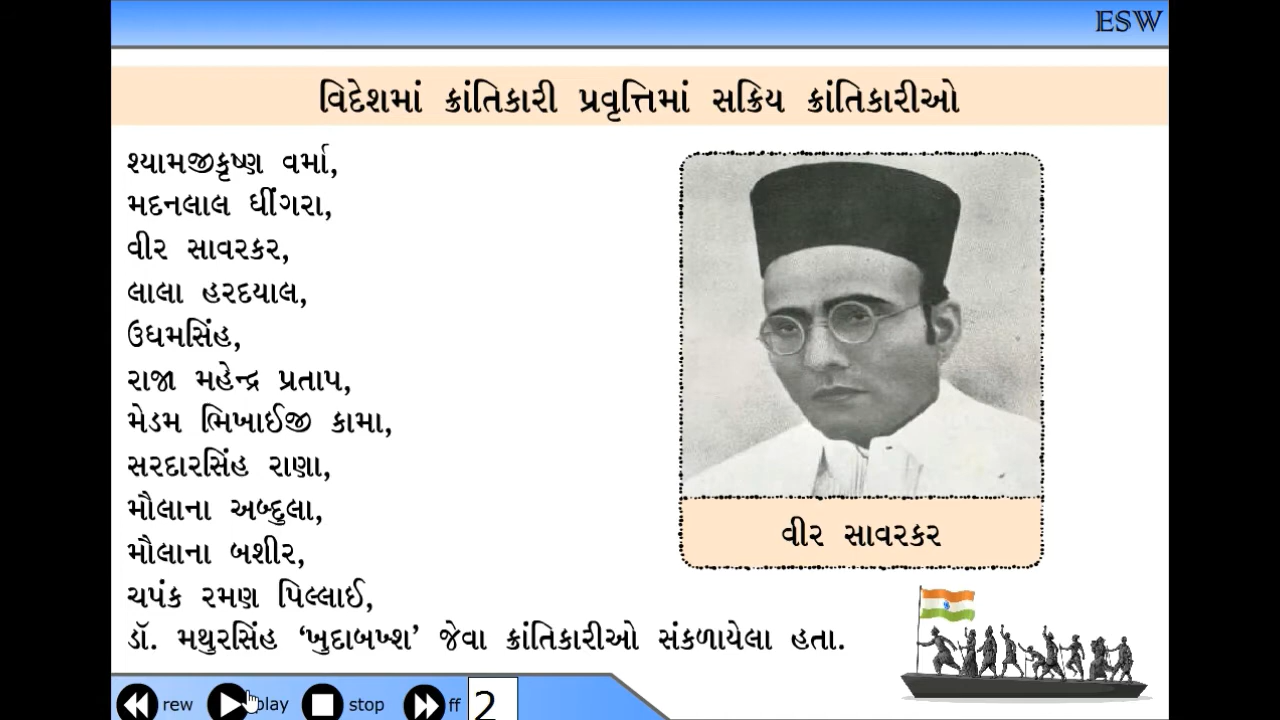 ESW
વિદેશમાં ક્રાંતિકારી પ્રવૃત્તિમાં સક્રિય ક્રાંતિકારીઓ
શ્યામજીકૃષ્ણ વર્મા,
મદનલાલ ધીંગરા,
વીર સાવરકર,
લાલા હરદયાલ,
ઉધમસિંહ,
રાજા મહેન્દ્ર પ્રતાપ,
મેડમ ભિખાઈજી કામા,
સરદારસિંહ રાણા,
મૌલાના અબ્દુલા,
મૌલાના બશીર,
ચપંક રમણ પિલ્લાઈ,
ડૉ. મથુરસિંહ ‘ખુદાબખ્શ’ જેવા ક્રાંતિકારીઓ સંકળાયેલા હતા.
વીર સાવરકર
rew play stop ff 2